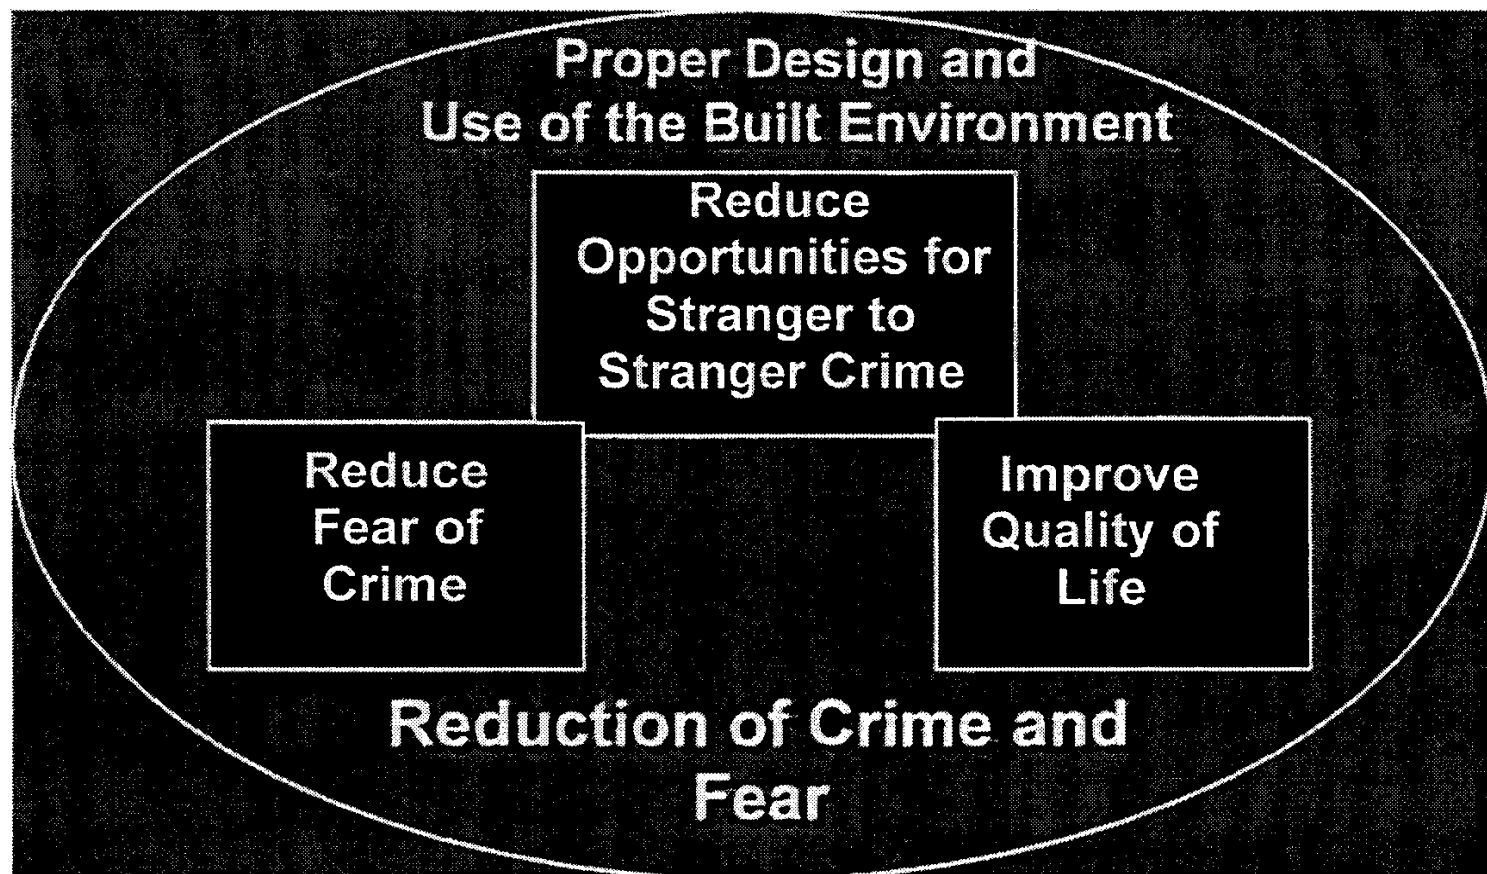 Proper Design and
Use of the Built Environment
Reduce
Opportunities for
Stranger to
Stranger Crime
Reduce
Fear of
Crime
Improve
Quality of
Life
Reduction of Crime and
Fear